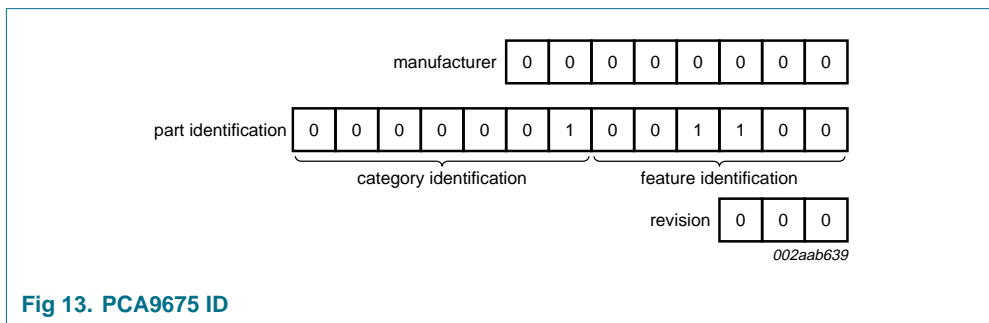 manufacturer 0 0 0 0 0 0 0 0
part identification 0 0 0 0 0 0 1 0 0 1 1 0 0
category identification feature identification
revision 0 0 0
002aab639
Fig 13. PCA9675 ID